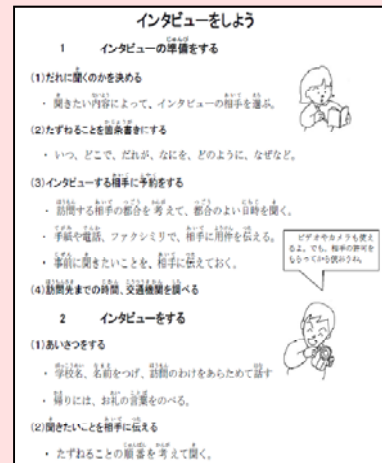 インタビューをしよう
1 インタビューの準備をする
(1)だれに聞くのかを決める
・ 聞きたい内容によって、インタビューの相手を選ぶ。
(2)たずねることを箇条書きにする
・ いつ、どこで、だれが、なにを、どのように、なぜなど。
(3)インタビューする相手に予約をする
・ 訪問する相手の都合を 考えて、都合のよい日時を聞く。
・ 手紙や電話、ファクシミリで、相手に用件を伝える。
・ 事前に聞きたいことを、相手に伝えておく。
(4)訪問先までの時間、交通機関を調べる
ビデオやカメラも使え
るよ。でも、相手の許可を
もらってから使おうね。
2 インタビューをする
(1)あいさつをする
・ 学校名、名前をつげ、訪問のわけをあらためて話す
・ 帰りには、お礼の言葉をのべる。
(2)聞きたいことを相手に伝える
・ たずねることの順番を考えて聞く。